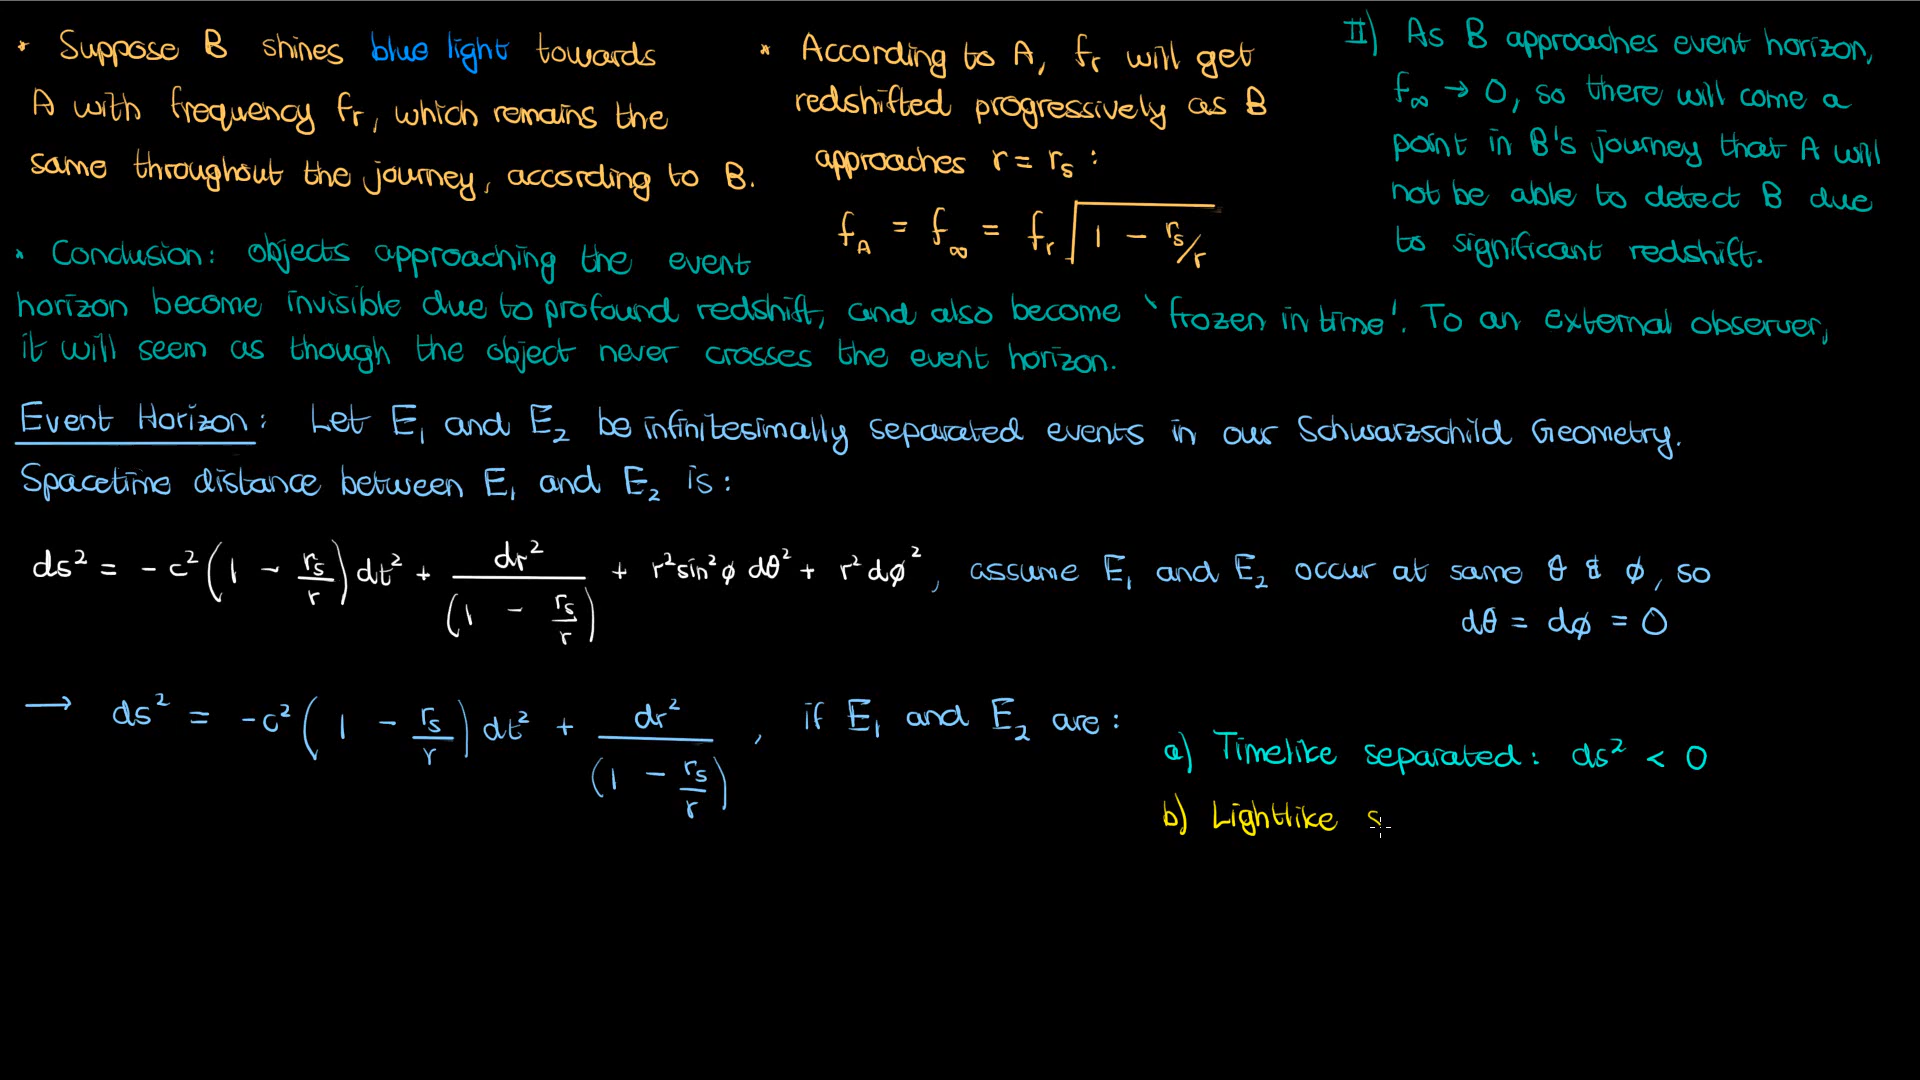 * Suppose B shines blue light towards
A with frequency fᵣ, which remains the
same throughout the journey, according to B.
* According to A, fᵣ will get
redshifted progressively as B
approaches r = rₛ :
f_A = f_∞ = fᵣ √(1 - rₛ/r)
II) As B approaches event horizon,
f_∞ → 0, so there will come a
point in B's journey that A will
not be able to detect B due
to significant redshift.
* Conclusion: objects approaching the event
horizon become invisible due to profound redshift, and also become 'frozen in time'. To an external observer,
it will seem as though the object never crosses the event horizon.
Event Horizon: Let E₁ and E₂ be infinitesimally separated events in our Schwarzschild Geometry.
Spacetime distance between E₁ and E₂ is:
ds² = -c² (1 - rₛ/r) dt² + dr²/(1 - rₛ/r) + r² sin² φ dθ² + r² dφ², assume E₁ and E₂ occur at same θ & φ, so
dθ = dφ = 0
→ ds² = -c² (1 - rₛ/r) dt² + dr²/(1 - rₛ/r), if E₁ and E₂ are:
a) Timelike separated: ds² < 0
b) Lightlike s